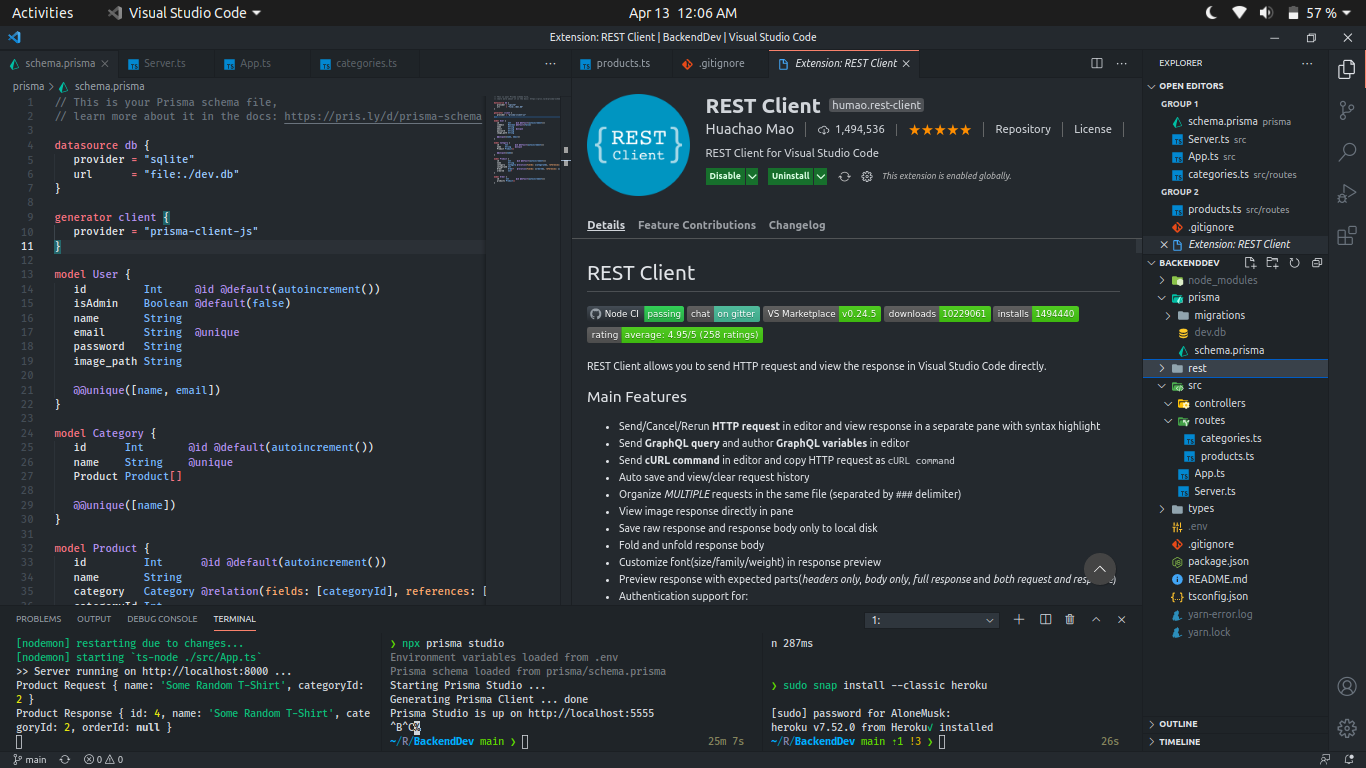 Activities
Visual Studio Code
Apr 13 12:06 AM
57 %
Extension: REST Client | BackendDev | Visual Studio Code
schema.prisma
Server.ts
App.ts
categories.ts
prisma > schema.prisma
1 // This is your Prisma schema file,
2 // learn more about it in the docs: https://pris.ly/d/prisma-schema
3
4 datasource db {
5 provider = "sqlite"
6 url = "file:./dev.db"
7 }
8
9 generator client {
10 provider = "prisma-client-js"
11 }
12
13 model User {
14 id Int @id @default(autoincrement())
15 isAdmin Boolean @default(false)
16 name String
17 email String @unique
18 password String
19 image_path String
20
21 @@unique([name, email])
22 }
23
24 model Category {
25 id Int @id @default(autoincrement())
26 name String @unique
27 Product Product[]
28
29 @@unique([name])
30 }
31
32 model Product {
33 id Int @id @default(autoincrement())
34 name String
35 category Category @relation(fields: [categoryId], references: [
36 categoryId Int
products.ts
.gitignore
Extension: REST Client
REST Client humao.rest-client
Huachao Mao | 1,494,536 | ★★★★★ | Repository | License |
REST Client for Visual Studio Code
Disable
Uninstall
This extension is enabled globally.
{REST}
Client
Details Feature Contributions Changelog
REST Client
Node CI passing chat on gitter VS Marketplace v0.24.5 downloads 10229061 installs 1494440
rating average: 4.95/5 (258 ratings)
REST Client allows you to send HTTP request and view the response in Visual Studio Code directly.
Main Features
• Send/Cancel/Rerun HTTP request in editor and view response in a separate pane with syntax highlight
• Send GraphQL query and author GraphQL variables in editor
• Send cURL command in editor and copy HTTP request as cURL command
• Auto save and view/clear request history
• Organize MULTIPLE requests in the same file (separated by ### delimiter)
• View image response directly in pane
• Save raw response and response body only to local disk
• Fold and unfold response body
• Customize font(size/family/weight) in response preview
• Preview response with expected parts(headers only, body only, full response and both request and response)
• Authentication support for:
EXPLORER
OPEN EDITORS
GROUP 1
schema.prisma prisma
Server.ts src
App.ts src
categories.ts src/routes
GROUP 2
products.ts src/routes
.gitignore
Extension: REST Client
BACKENDDEV
node_modules
prisma
migrations
dev.db
schema.prisma
rest
src
controllers
routes
categories.ts
products.ts
App.ts
Server.ts
types
.env
.gitignore
package.json
README.md
tsconfig.json
yarn-error.log
yarn.lock
OUTLINE
TIMELINE
PROBLEMS OUTPUT DEBUG CONSOLE TERMINAL
1:
[nodemon] restarting due to changes...
[nodemon] starting `ts-node ./src/App.ts`
>> Server running on http://localhost:8000 ...
Product Request { name: 'Some Random T-Shirt', categoryId:
2 }
Product Response { id: 4, name: 'Some Random T-Shirt', cate
goryId: 2, orderId: null }
❯ npx prisma studio
Environment variables loaded from .env
Prisma schema loaded from prisma/schema.prisma
Starting Prisma Studio ...
Generating Prisma Client ... done
Prisma Studio is up on http://localhost:5555
^B^C%
~/R/BackendDev main ❯ 25m 7s
n 287ms
❯ sudo snap install --classic heroku
[sudo] password for AloneMusk:
heroku v7.52.0 from Heroku✓ installed
~/R/BackendDev main ↑1 !3 ❯ 26s
main
0 0